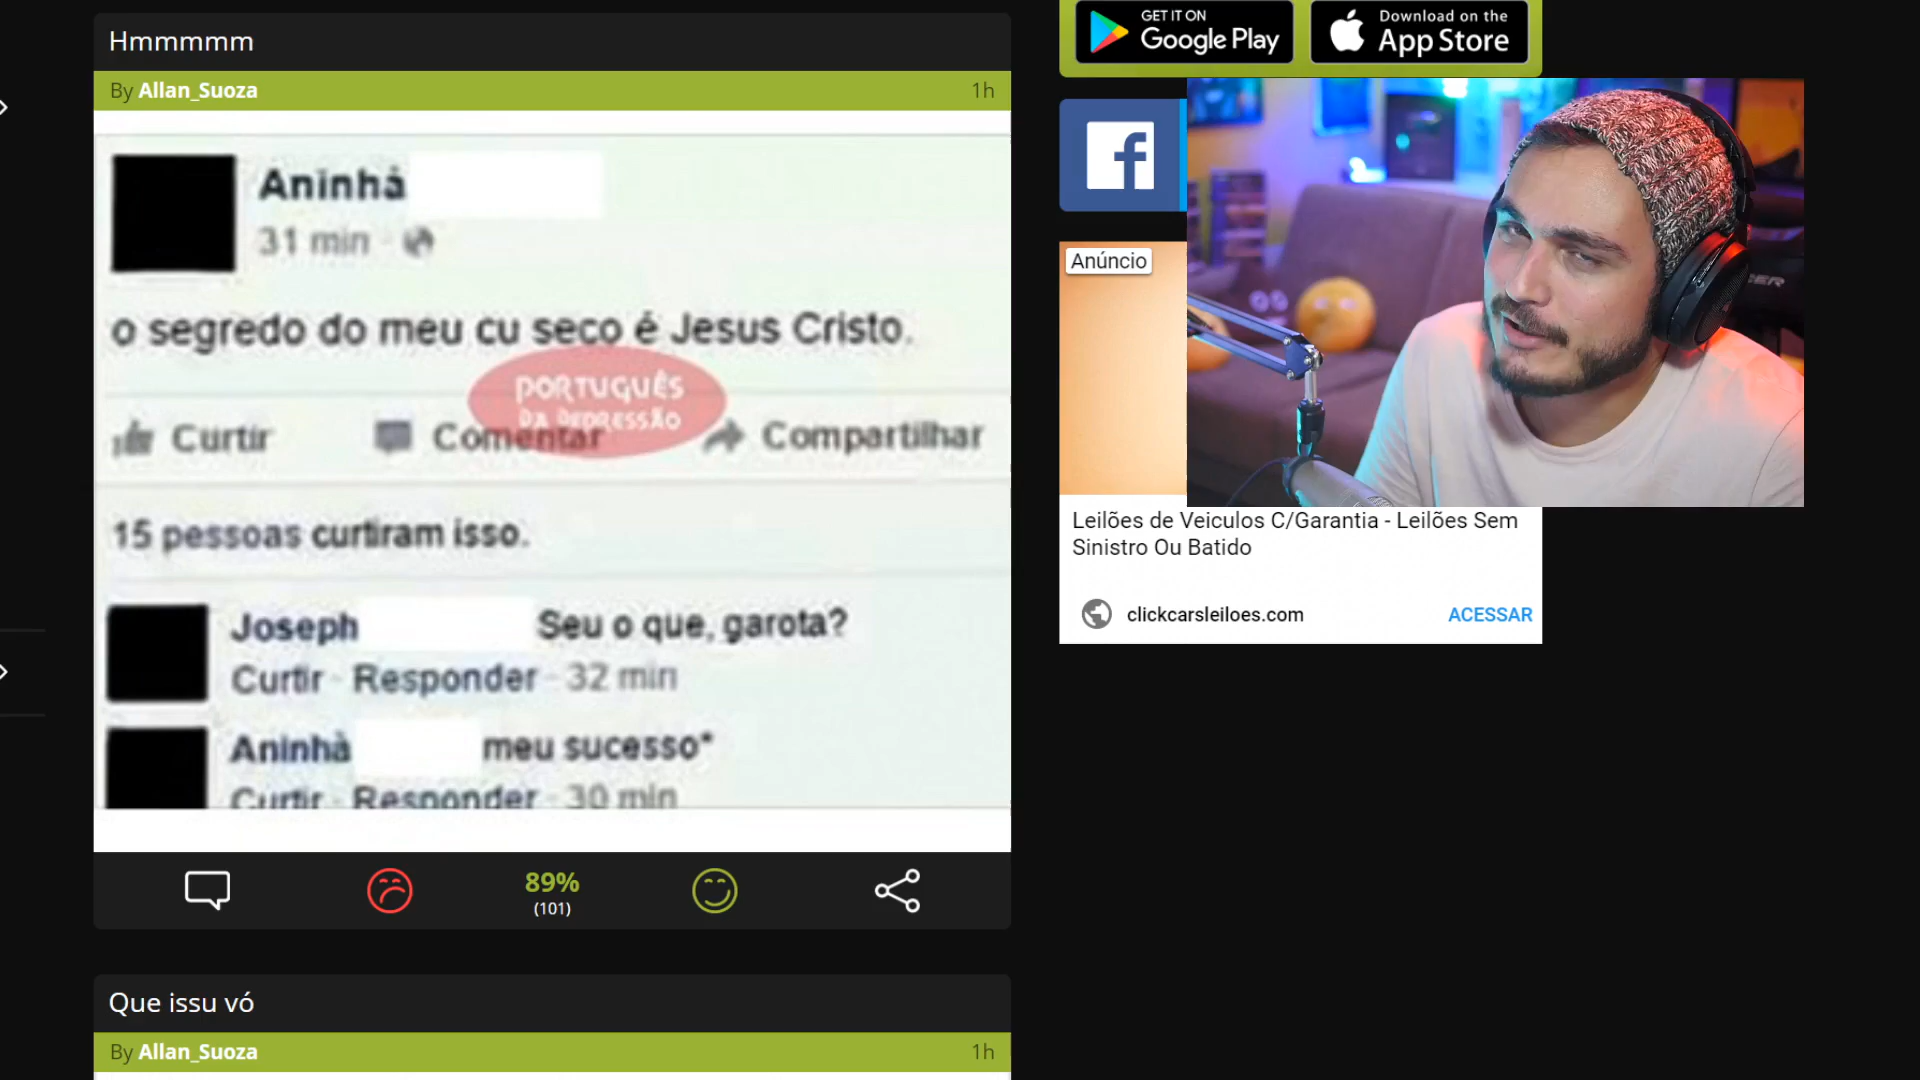 Hmmmmm
By Allan_Suoza 1h
Aninhà
31 min
o segredo do meu cu seco é Jesus Cristo.
PORTUGUÊS
DA DEPRESSÃO
Curtir Comentar Compartilhar
15 pessoas curtiram isso.
Joseph Seu o que, garota?
Curtir · Responder · 32 min
Aninhà meu sucesso*
Curtir · Responder · 30 min
89%
(101)
Que issu vó
By Allan_Suoza 1h
GET IT ON
Google Play
Download on the
App Store
Anúncio
Leilões de Veiculos C/Garantia - Leilões Sem
Sinistro Ou Batido
clickcarsleiloes.com ACESSAR